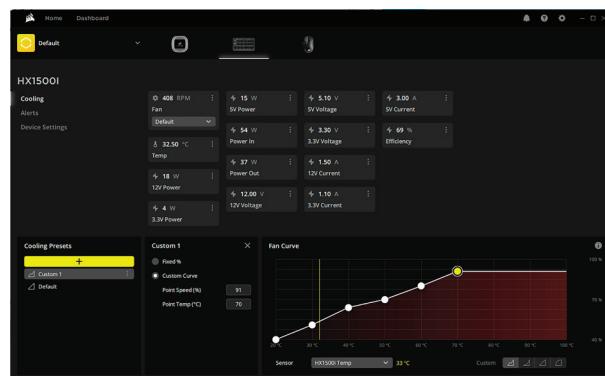 Home Dashboard
Default
HX1500I
Cooling
Alerts
Device Settings
408 RPM
Fan
Default
32.50 °C
Temp
18 W
12V Power
4 W
3.3V Power
15 W
5V Power
54 W
Power In
37 W
Power Out
12.00 V
12V Voltage
5.10 V
5V Voltage
3.30 V
3.3V Voltage
1.50 A
12V Current
1.10 A
3.3V Current
3.00 A
5V Current
69 %
Efficiency
Cooling Presets
+
Custom 1
Default
Custom 1
Fixed %
Custom Curve
Point Speed (%) 91
Point Temp (°C) 70
Fan Curve
100 %
40 %
20 °C 30 °C 40 °C 50 °C 60 °C 70 °C 80 °C 90 °C 100 °C
Sensor HX1500i Temp 33 °C Custom